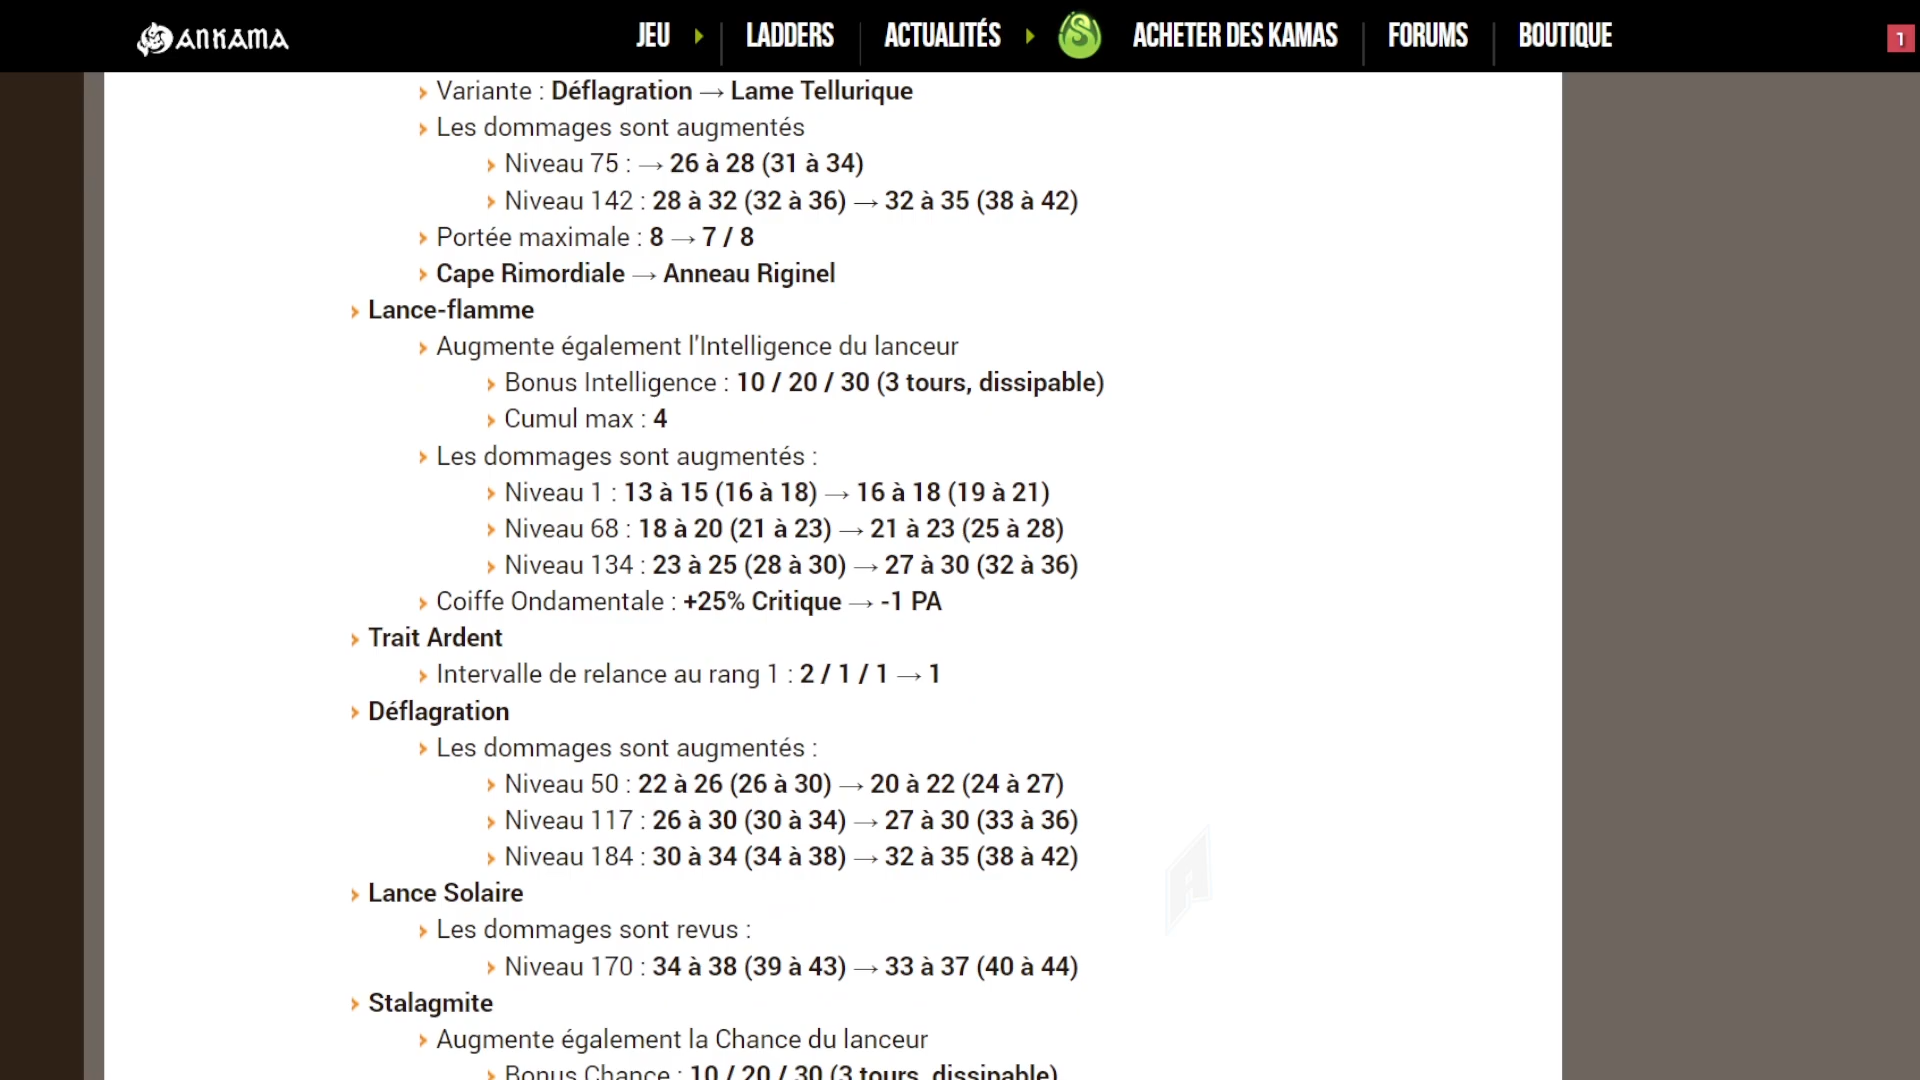 ANKAMA
JEU
LADDERS
ACTUALITÉS
ACHETER DES KAMAS
FORUMS
BOUTIQUE
1
Variante : Déflagration → Lame Tellurique
Les dommages sont augmentés
Niveau 75 : → 26 à 28 (31 à 34)
Niveau 142 : 28 à 32 (32 à 36) → 32 à 35 (38 à 42)
Portée maximale : 8 → 7 / 8
Cape Rimordiale → Anneau Riginel
Lance-flamme
Augmente également l'Intelligence du lanceur
Bonus Intelligence : 10 / 20 / 30 (3 tours, dissipable)
Cumul max : 4
Les dommages sont augmentés :
Niveau 1 : 13 à 15 (16 à 18) → 16 à 18 (19 à 21)
Niveau 68 : 18 à 20 (21 à 23) → 21 à 23 (25 à 28)
Niveau 134 : 23 à 25 (28 à 30) → 27 à 30 (32 à 36)
Coiffe Ondamentale : +25% Critique → -1 PA
Trait Ardent
Intervalle de relance au rang 1 : 2 / 1 / 1 → 1
Déflagration
Les dommages sont augmentés :
Niveau 50 : 22 à 26 (26 à 30) → 20 à 22 (24 à 27)
Niveau 117 : 26 à 30 (30 à 34) → 27 à 30 (33 à 36)
Niveau 184 : 30 à 34 (34 à 38) → 32 à 35 (38 à 42)
Lance Solaire
Les dommages sont revus :
Niveau 170 : 34 à 38 (39 à 43) → 33 à 37 (40 à 44)
Stalagmite
Augmente également la Chance du lanceur
Bonus Chance : 10 / 20 / 30 (3 tours, dissipable)